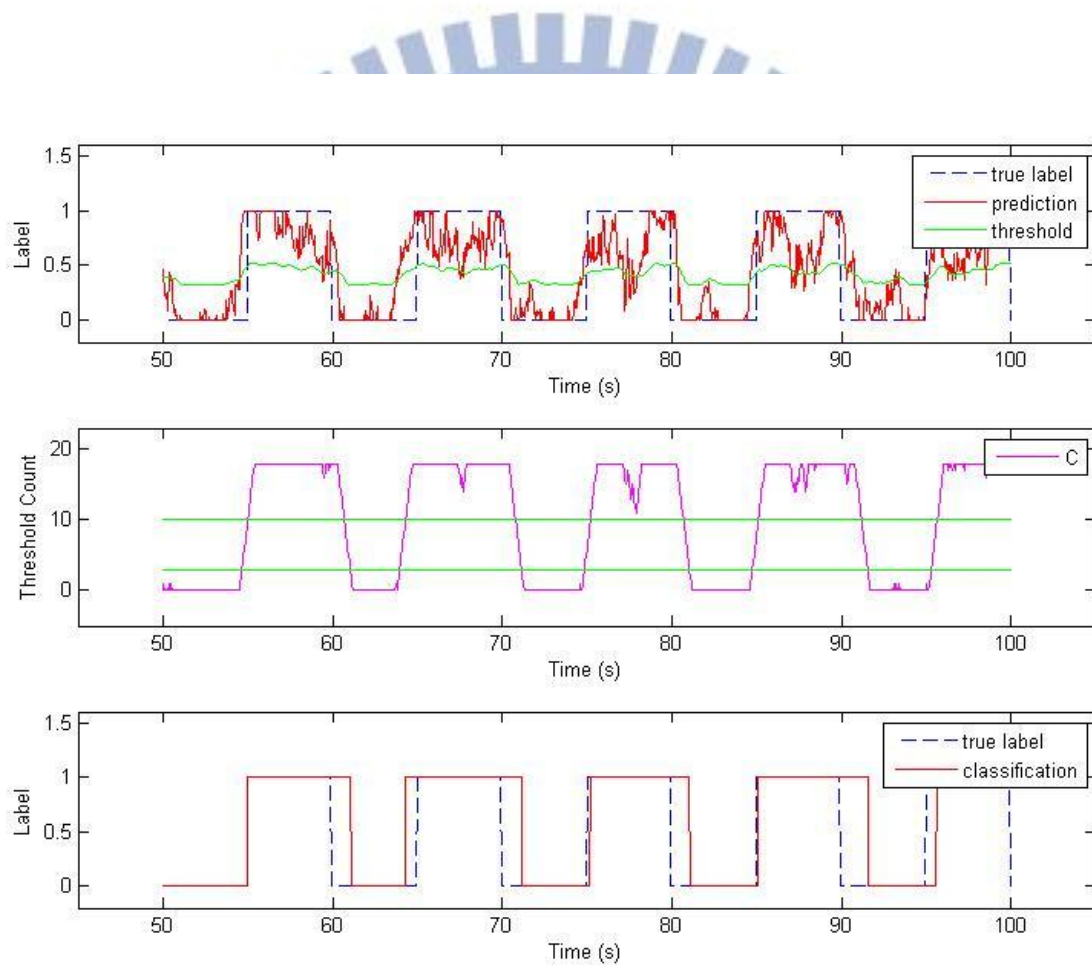 1.5
1
0.5
0
Label
true label
prediction
threshold
50 60 70 80 90 100
Time (s)
20
10
0
Threshold Count
C
50 60 70 80 90 100
Time (s)
1.5
1
0.5
0
Label
true label
classification
50 60 70 80 90 100
Time (s)